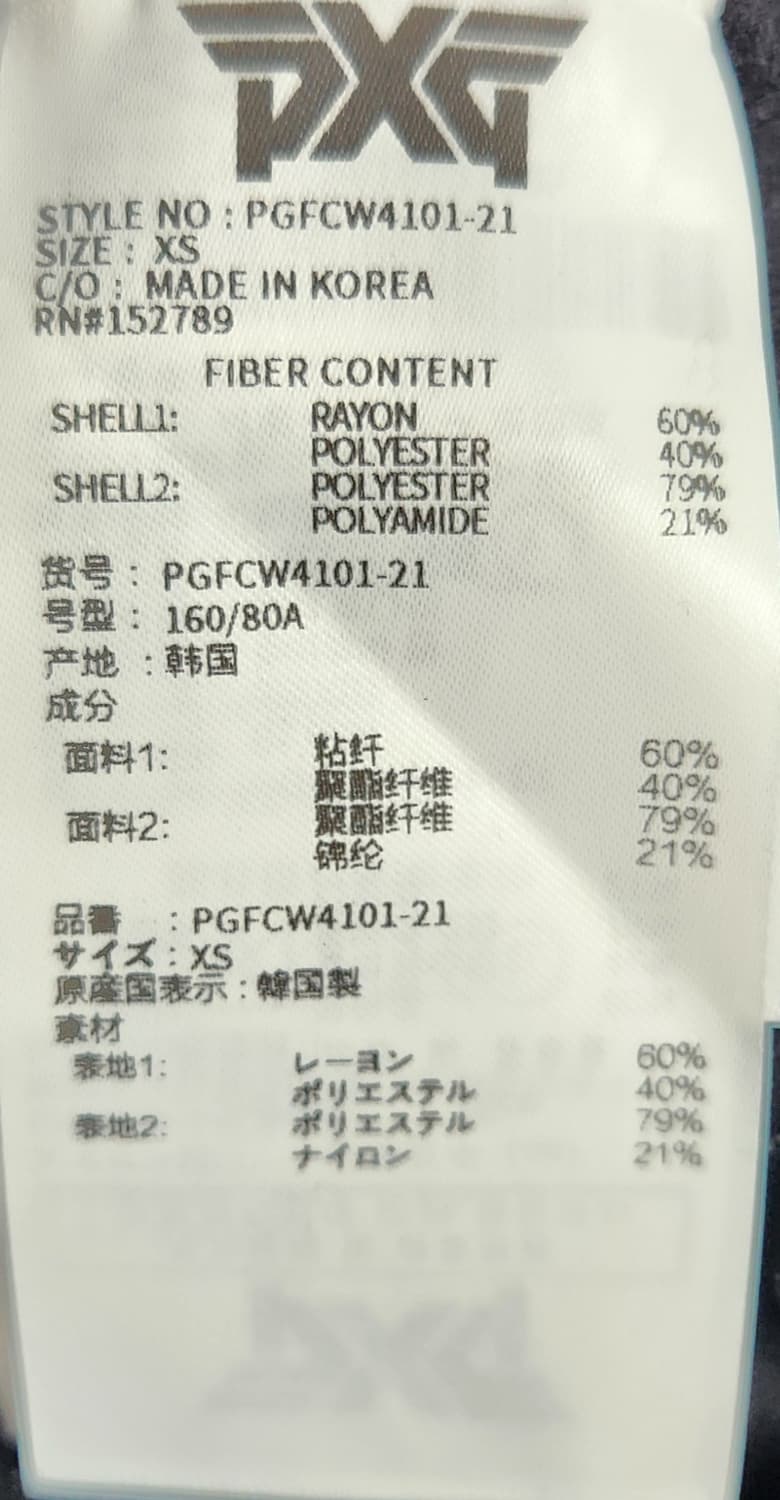 PXG
STYLE NO : PGFCW4101-21
SIZE : XS
C/O : MADE IN KOREA
RN#152789
FIBER CONTENT
SHELL1: RAYON 60%
POLYESTER 40%
SHELL2: POLYESTER 79%
POLYAMIDE 21%
货号 : PGFCW4101-21
号型 : 160/80A
产地 : 韩国
成分
面料1: 粘纤 60%
聚酯纤维 40%
面料2: 聚酯纤维 79%
锦纶 21%
品番 : PGFCW4101-21
サイズ : XS
原産国表示 : 韓国製
素材
表地1: レーヨン 60%
ポリエステル 40%
表地2: ポリエステル 79%
ナイロン 21%